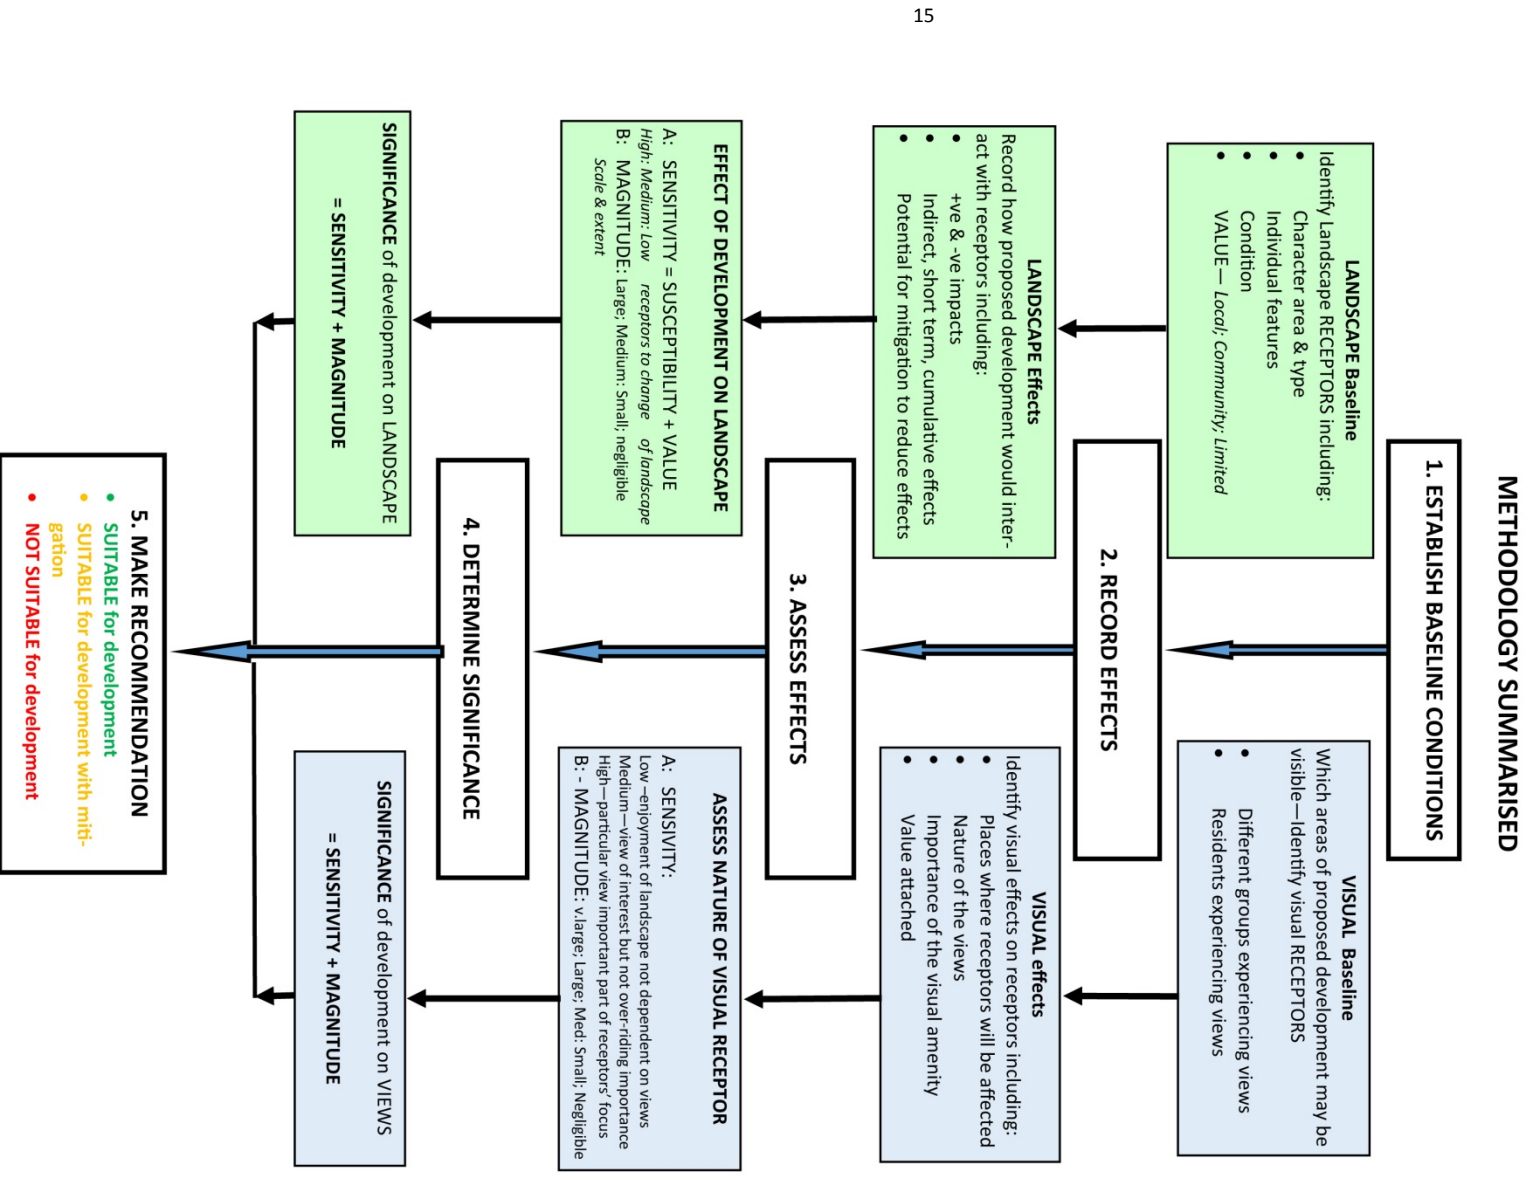 15
METHODOLOGY SUMMARISED
1. ESTABLISH BASELINE CONDITIONS
LANDSCAPE Baseline
Identify Landscape RECEPTORS including:
• Character area & type
• Individual features
• Condition
• VALUE— Local; Community; Limited
VISUAL Baseline
Which areas of proposed development may be
visible—Identify visual RECEPTORS
• Different groups experiencing views
• Residents experiencing views
2. RECORD EFFECTS
LANDSCAPE Effects
Record how proposed development would inter-
act with receptors including:
• +ve & -ve impacts
• Indirect, short term, cumulative effects
• Potential for mitigation to reduce effects
VISUAL effects
Identify visual effects on receptors including:
• Places where receptors will be affected
• Nature of the views
• Importance of the visual amenity
• Value attached
3. ASSESS EFFECTS
EFFECT OF DEVELOPMENT ON LANDSCAPE
A: SENSITIVITY = SUSCEPTIBILITY + VALUE
High: Medium: Low receptors to change of landscape
B: MAGNITUDE: Large; Medium: Small; negligible
Scale & extent
ASSESS NATURE OF VISUAL RECEPTOR
A: SENSIVITY:
Low –enjoyment of landscape not dependent on views
Medium—view of interest but not over-riding importance
High—particular view important part of receptors' focus
B: - MAGNITUDE: v.large; Large; Med: Small; Negligible
4. DETERMINE SIGNIFICANCE
SIGNIFICANCE of development on LANDSCAPE
= SENSITIVITY + MAGNITUDE
SIGNIFICANCE of development on VIEWS
= SENSITIVITY + MAGNITUDE
5. MAKE RECOMMENDATION
• SUITABLE for development
• SUITABLE for development with miti-
gation
• NOT SUITABLE for development